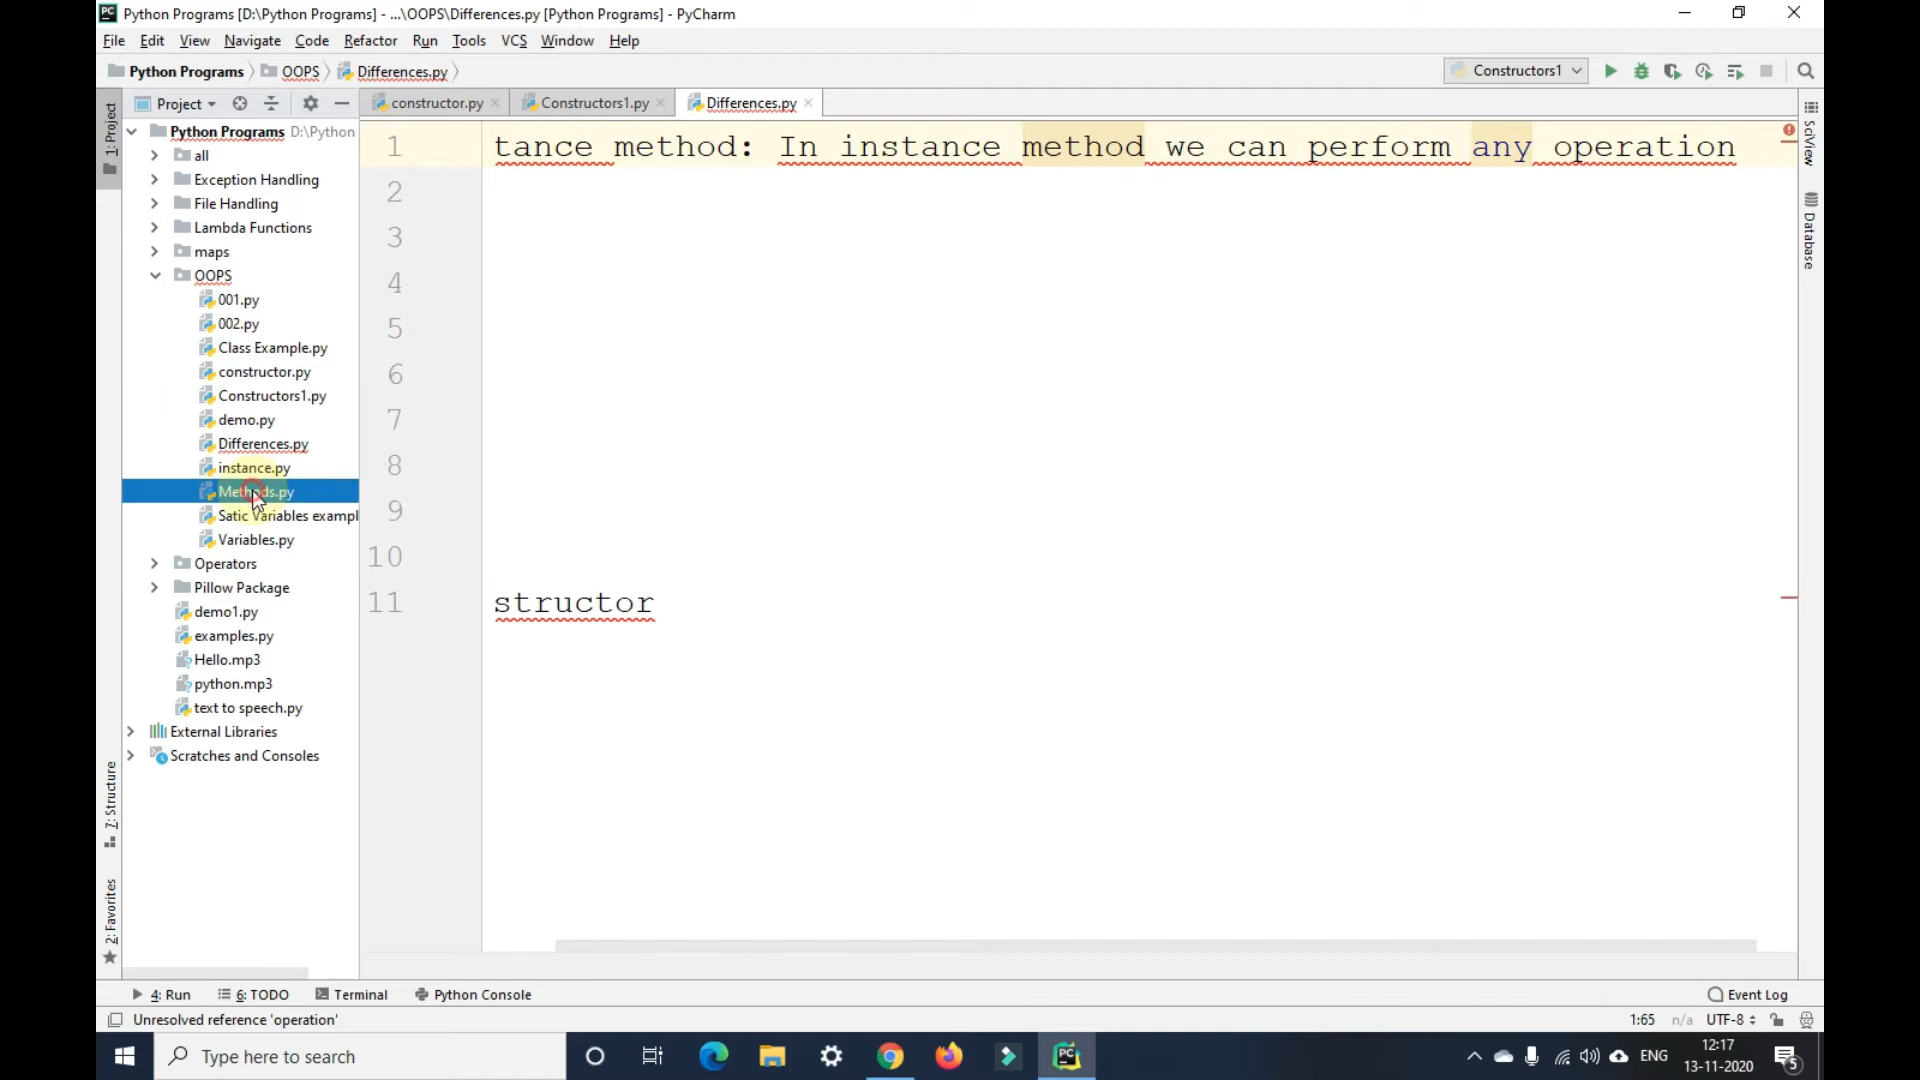 Python Programs [D:\Python Programs] - ...\OOPS\Differences.py [Python Programs] - PyCharm
File Edit View Navigate Code Refactor Run Tools VCS Window Help
Python Programs OOPS Differences.py
Constructors1
Project
constructor.py Constructors1.py Differences.py
1: Project
Python Programs D:\Python
all
Exception Handling
File Handling
Lambda Functions
maps
OOPS
001.py
002.py
Class Example.py
constructor.py
Constructors1.py
demo.py
Differences.py
instance.py
Methods.py
Satic Variables exampl
Variables.py
Operators
Pillow Package
demo1.py
examples.py
Hello.mp3
python.mp3
text to speech.py
External Libraries
Scratches and Consoles
7: Structure
2: Favorites
1 tance method: In instance method we can perform any operation
2
3
4
5
6
7
8
9
10
11 structor
SciView
Database
4: Run 6: TODO Terminal Python Console
Event Log
Unresolved reference 'operation'
1:65 n/a UTF-8
Type here to search
ENG
12:17
13-11-2020
5